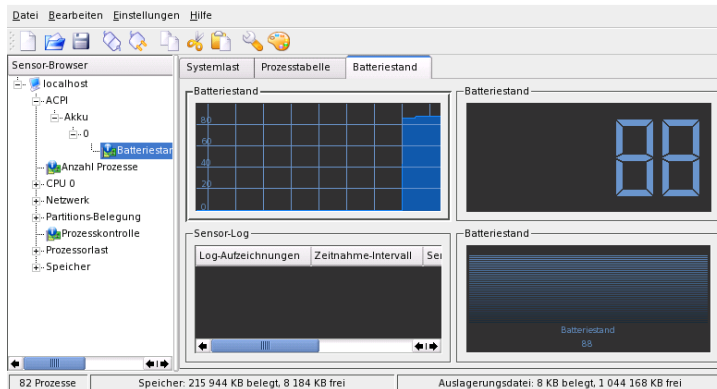 Datei Bearbeiten Einstellungen Hilfe
Sensor-Browser
localhost
ACPI
Akku
0
Batteriestan
Anzahl Prozesse
CPU 0
Netzwerk
Partitions-Belegung
Prozesskontrolle
Prozessorlast
Speicher
Systemlast Prozesstabelle Batteriestand
Batteriestand
80
60
40
20
0
Batteriestand
88
Sensor-Log
Log-Aufzeichnungen Zeitnahme-Intervall Sei
Batteriestand
Batteriestand
88
82 Prozesse Speicher: 215 944 KB belegt, 8 184 KB frei Auslagerungsdatei: 8 KB belegt, 1 044 168 KB frei